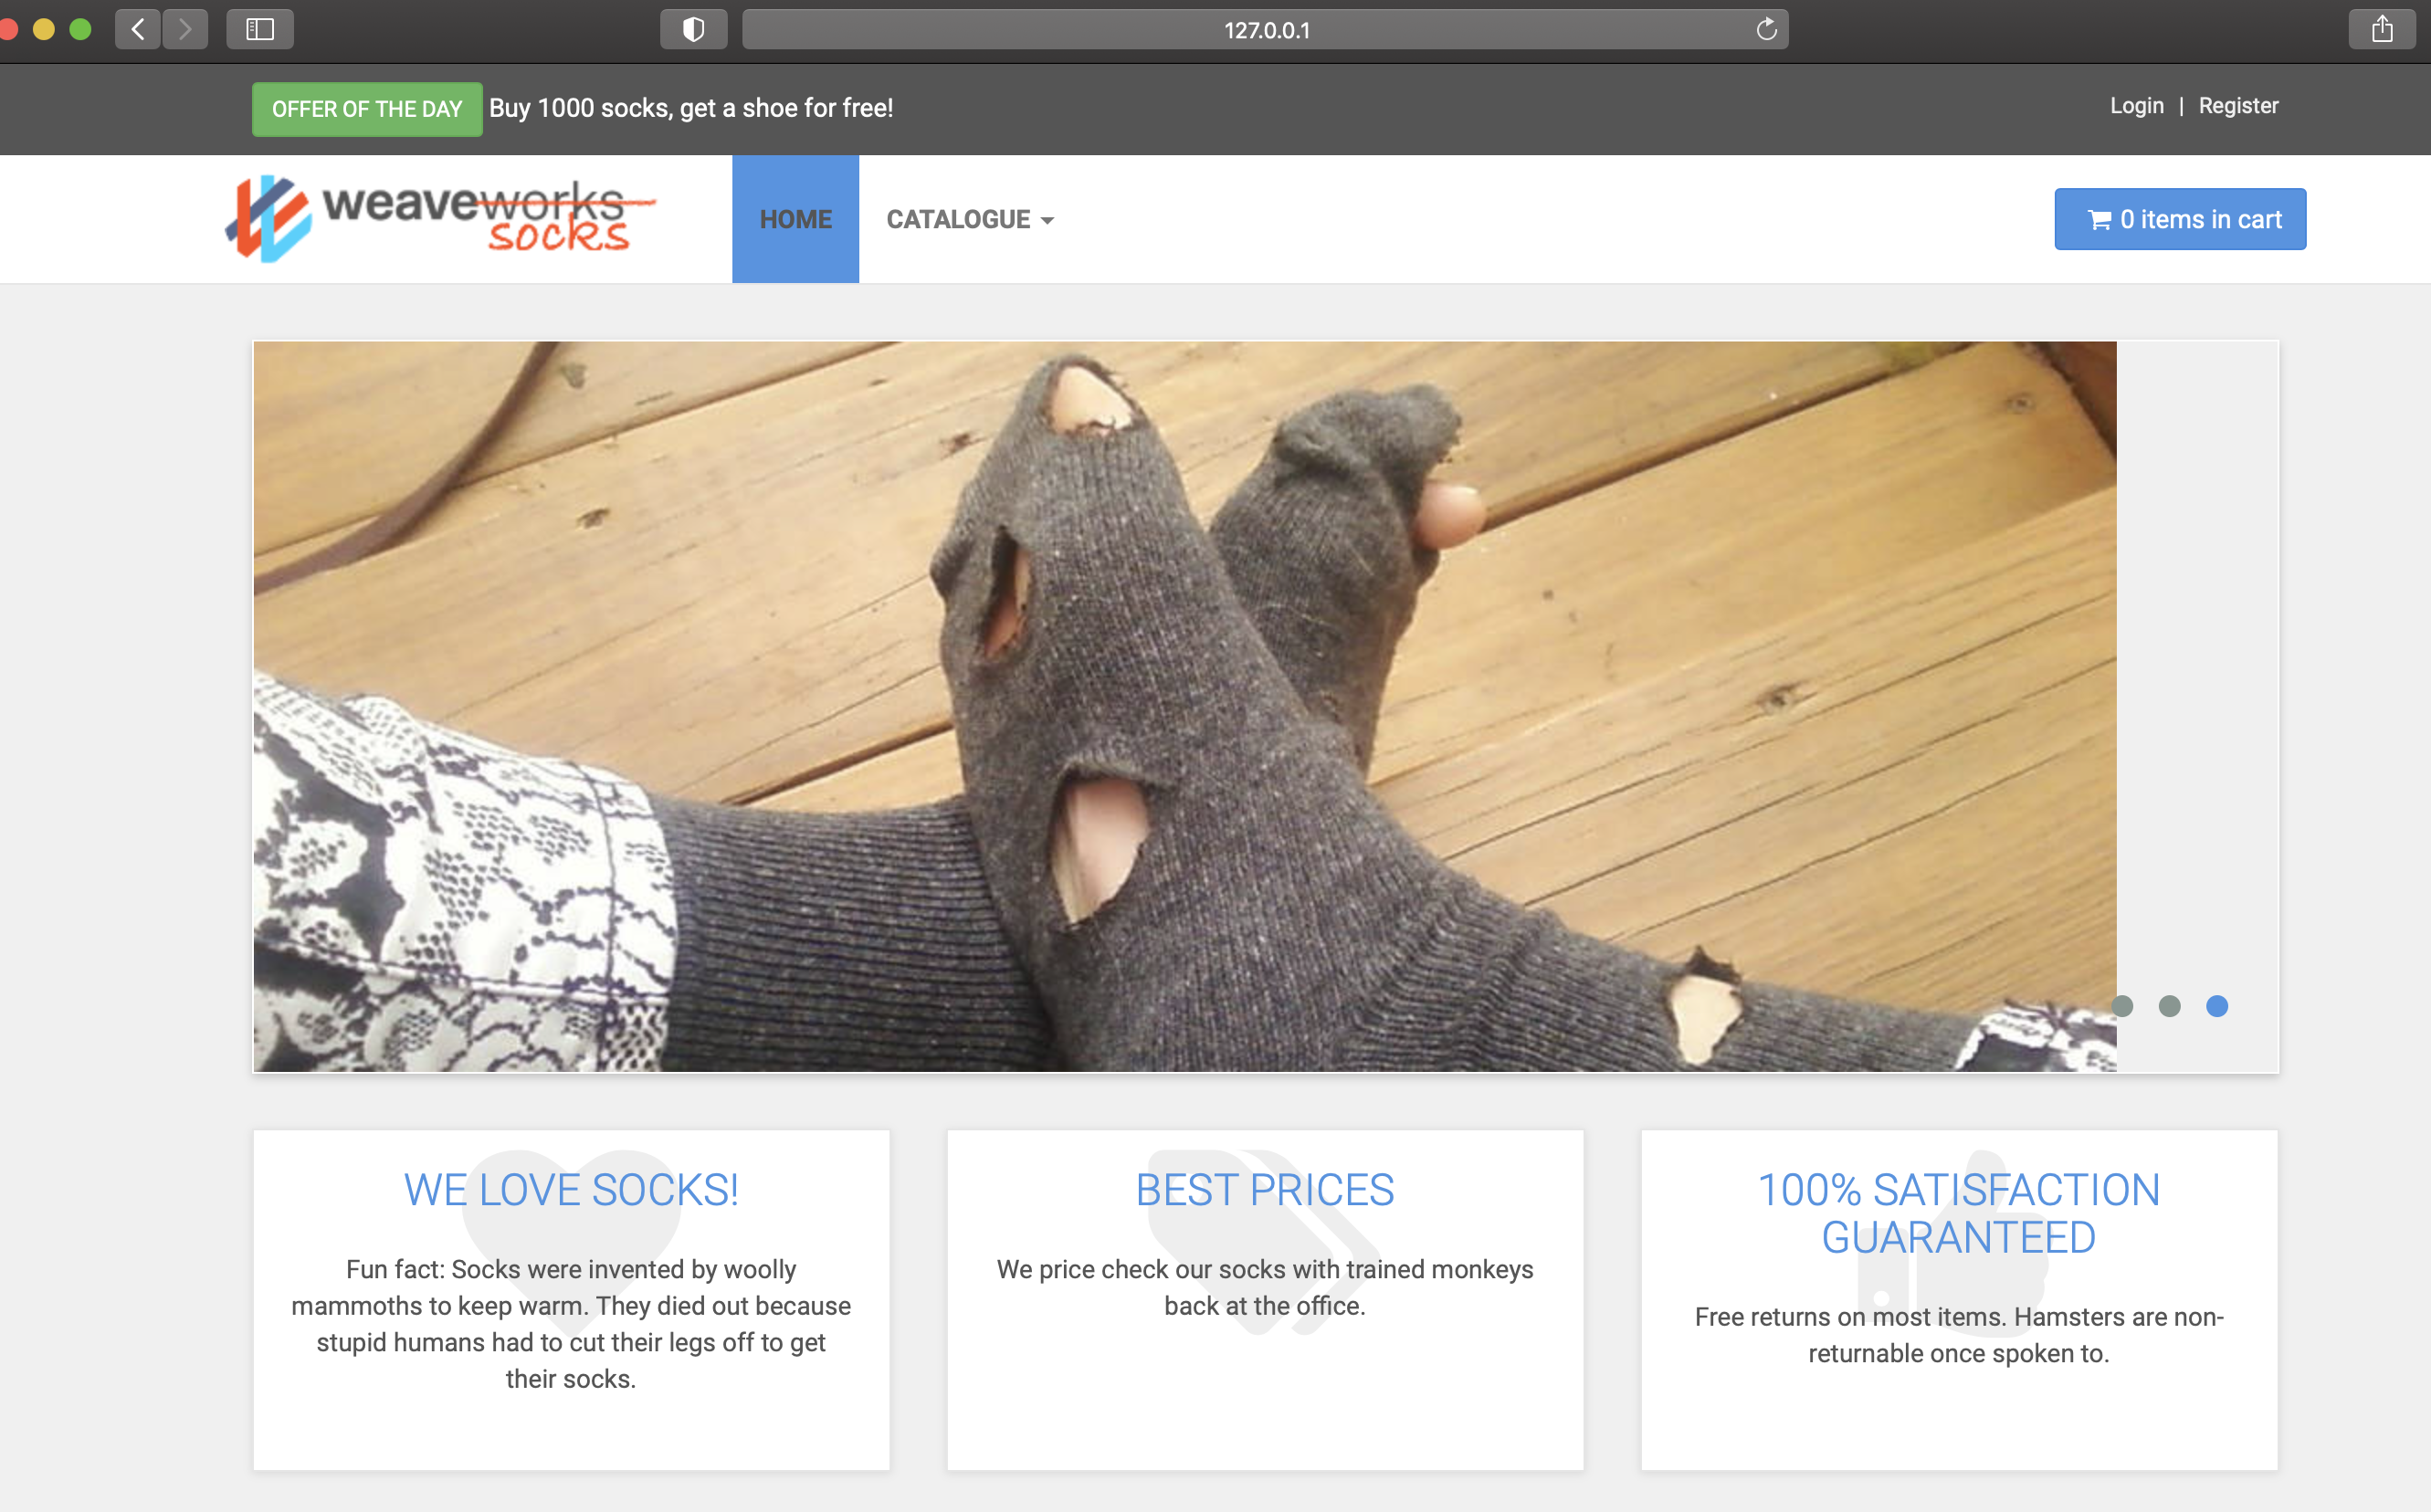 127.0.0.1
OFFER OF THE DAY Buy 1000 socks, get a shoe for free!
Login | Register
weaveworks
socks
HOME
CATALOGUE
0 items in cart
WE LOVE SOCKS!
Fun fact: Socks were invented by woolly
mammoths to keep warm. They died out because
stupid humans had to cut their legs off to get
their socks.
BEST PRICES
We price check our socks with trained monkeys
back at the office.
100% SATISFACTION
GUARANTEED
Free returns on most items. Hamsters are non-
returnable once spoken to.